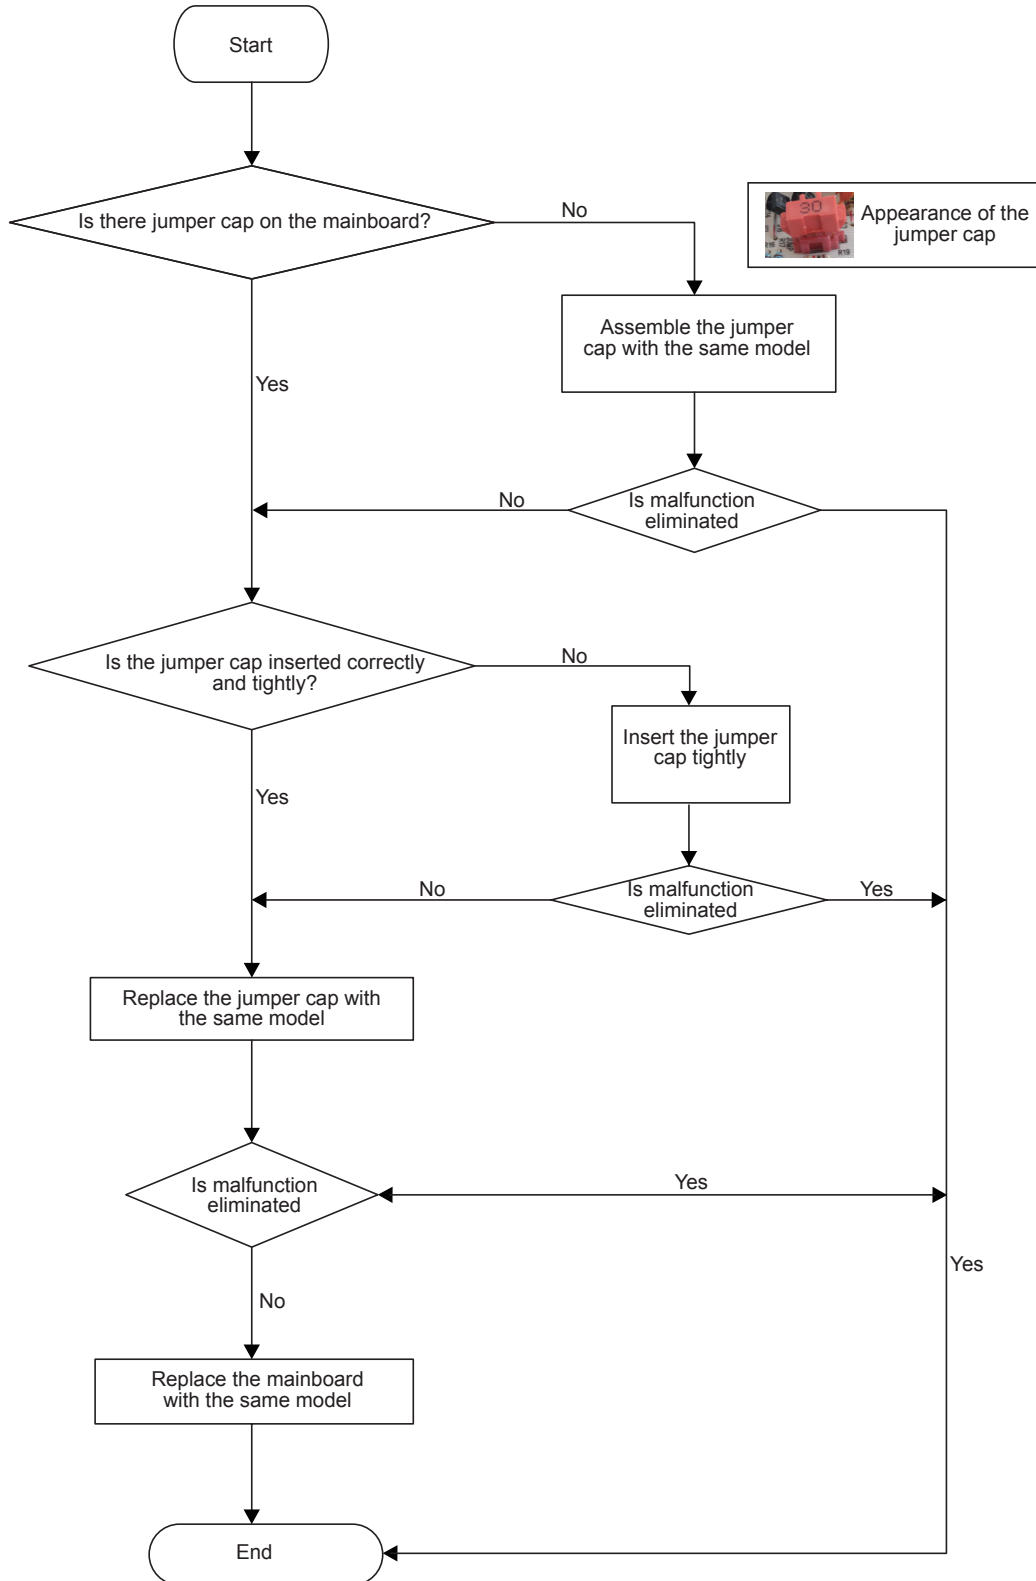 Start
Is there jumper cap on the mainboard?
No
30
R19
Appearance of the
jumper cap
Assemble the jumper
cap with the same model
Yes
No
Is malfunction
eliminated
Is the jumper cap inserted correctly
and tightly?
No
Insert the jumper
cap tightly
Yes
No
Is malfunction
eliminated
Yes
Replace the jumper cap with
the same model
Is malfunction
eliminated
Yes
Yes
No
Replace the mainboard
with the same model
End